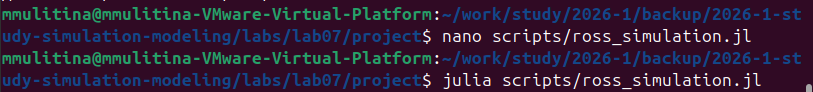 mmulitina@mmulitina-VMware-Virtual-Platform:~/work/study/2026-1/backup/2026-1-st
udy-simulation-modeling/labs/lab07/project$ nano scripts/ross_simulation.jl
mmulitina@mmulitina-VMware-Virtual-Platform:~/work/study/2026-1/backup/2026-1-st
udy-simulation-modeling/labs/lab07/project$ julia scripts/ross_simulation.jl